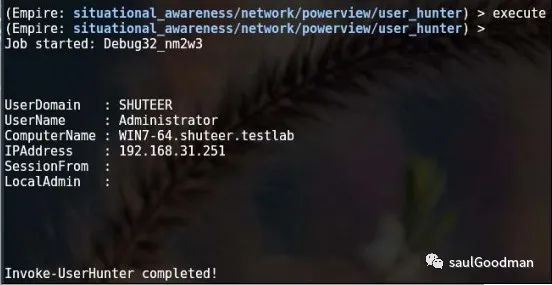 (Empire: situational_awareness/network/powerview/user_hunter) > execute
(Empire: situational_awareness/network/powerview/user_hunter) >
Job started: Debug32_nm2w3
UserDomain : SHUTEER
UserName : Administrator
ComputerName : WIN7-64.shuteer.testlab
IPAddress : 192.168.31.251
SessionFrom :
LocalAdmin :
Invoke-UserHunter completed!
saulGoodman